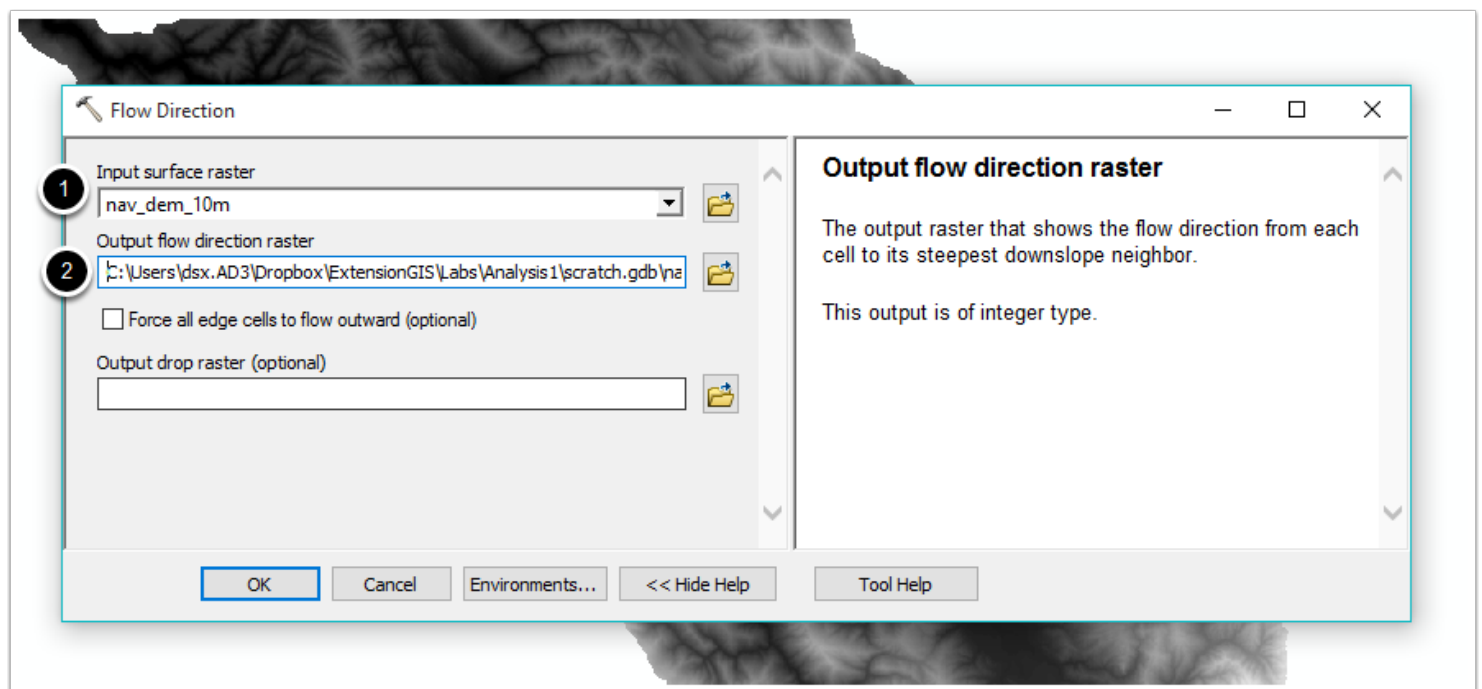 Flow Direction
1
Input surface raster
nav_dem_10m
Output flow direction raster
2
C:\Users\dsx.AD3\Dropbox\ExtensionGIS\Labs\Analysis1\scratch.gdb\na
Force all edge cells to flow outward (optional)
Output drop raster (optional)
Output flow direction raster
The output raster that shows the flow direction from each
cell to its steepest downslope neighbor.
This output is of integer type.
OK
Cancel
Environments...
<< Hide Help
Tool Help